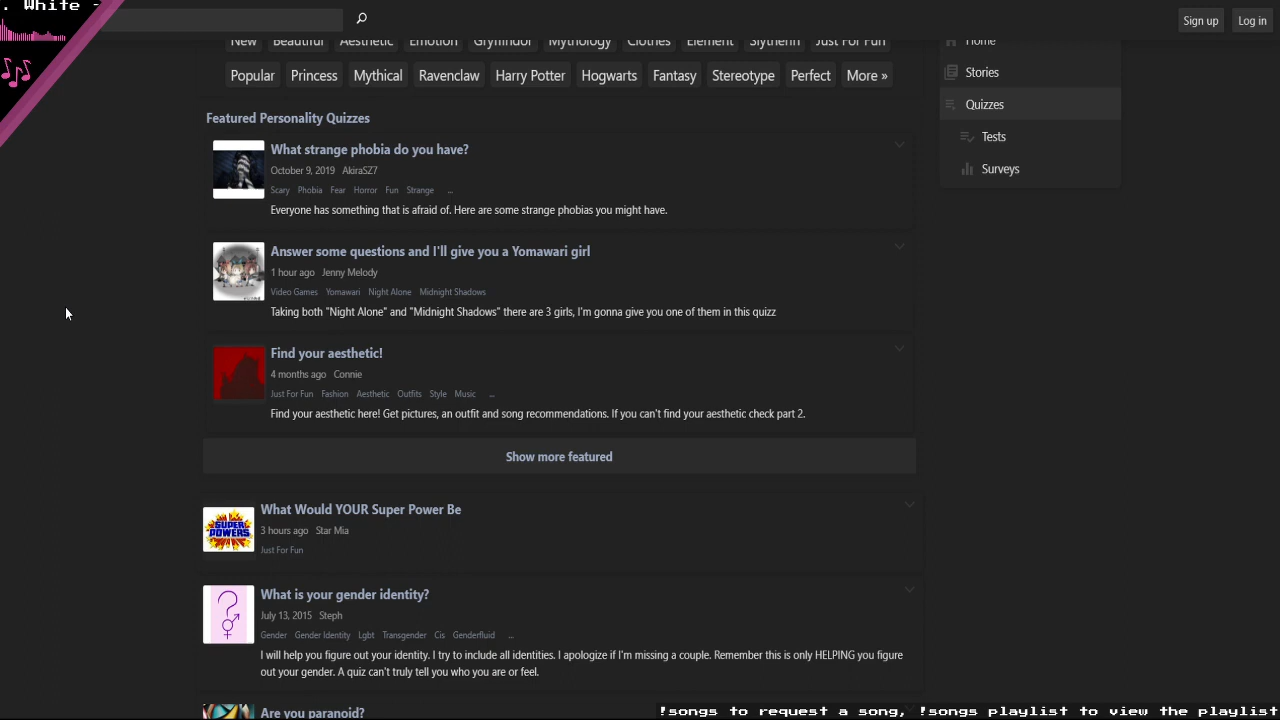 . White -
Sign up
Log in
New Beautiful Aesthetic Emotion Gryffindor Mythology Clothes Element Slytherin Just For Fun
Popular Princess Mythical Ravenclaw Harry Potter Hogwarts Fantasy Stereotype Perfect More »
Home
Stories
Quizzes
Tests
Surveys
Featured Personality Quizzes
What strange phobia do you have?
October 9, 2019 AkiraSZ7
Scary Phobia Fear Horror Fun Strange ...
Everyone has something that is afraid of. Here are some strange phobias you might have.
Answer some questions and I'll give you a Yomawari girl
1 hour ago Jenny Melody
Video Games Yomawari Night Alone Midnight Shadows
Taking both "Night Alone" and "Midnight Shadows" there are 3 girls, I'm gonna give you one of them in this quizz
Find your aesthetic!
4 months ago Connie
Just For Fun Fashion Aesthetic Outfits Style Music ...
Find your aesthetic here! Get pictures, an outfit and song recommendations. If you can't find your aesthetic check part 2.
Show more featured
SUPER
POWERS
What Would YOUR Super Power Be
3 hours ago Star Mia
Just For Fun
What is your gender identity?
July 13, 2015 Steph
Gender Gender Identity Lgbt Transgender Cis Genderfluid ...
I will help you figure out your identity. I try to include all identities. I apologize if I'm missing a couple. Remember this is only HELPING you figure
out your gender. A quiz can't truly tell you who you are or feel.
Are you paranoid?
!songs to request a song, !songs playlist to view the playlist